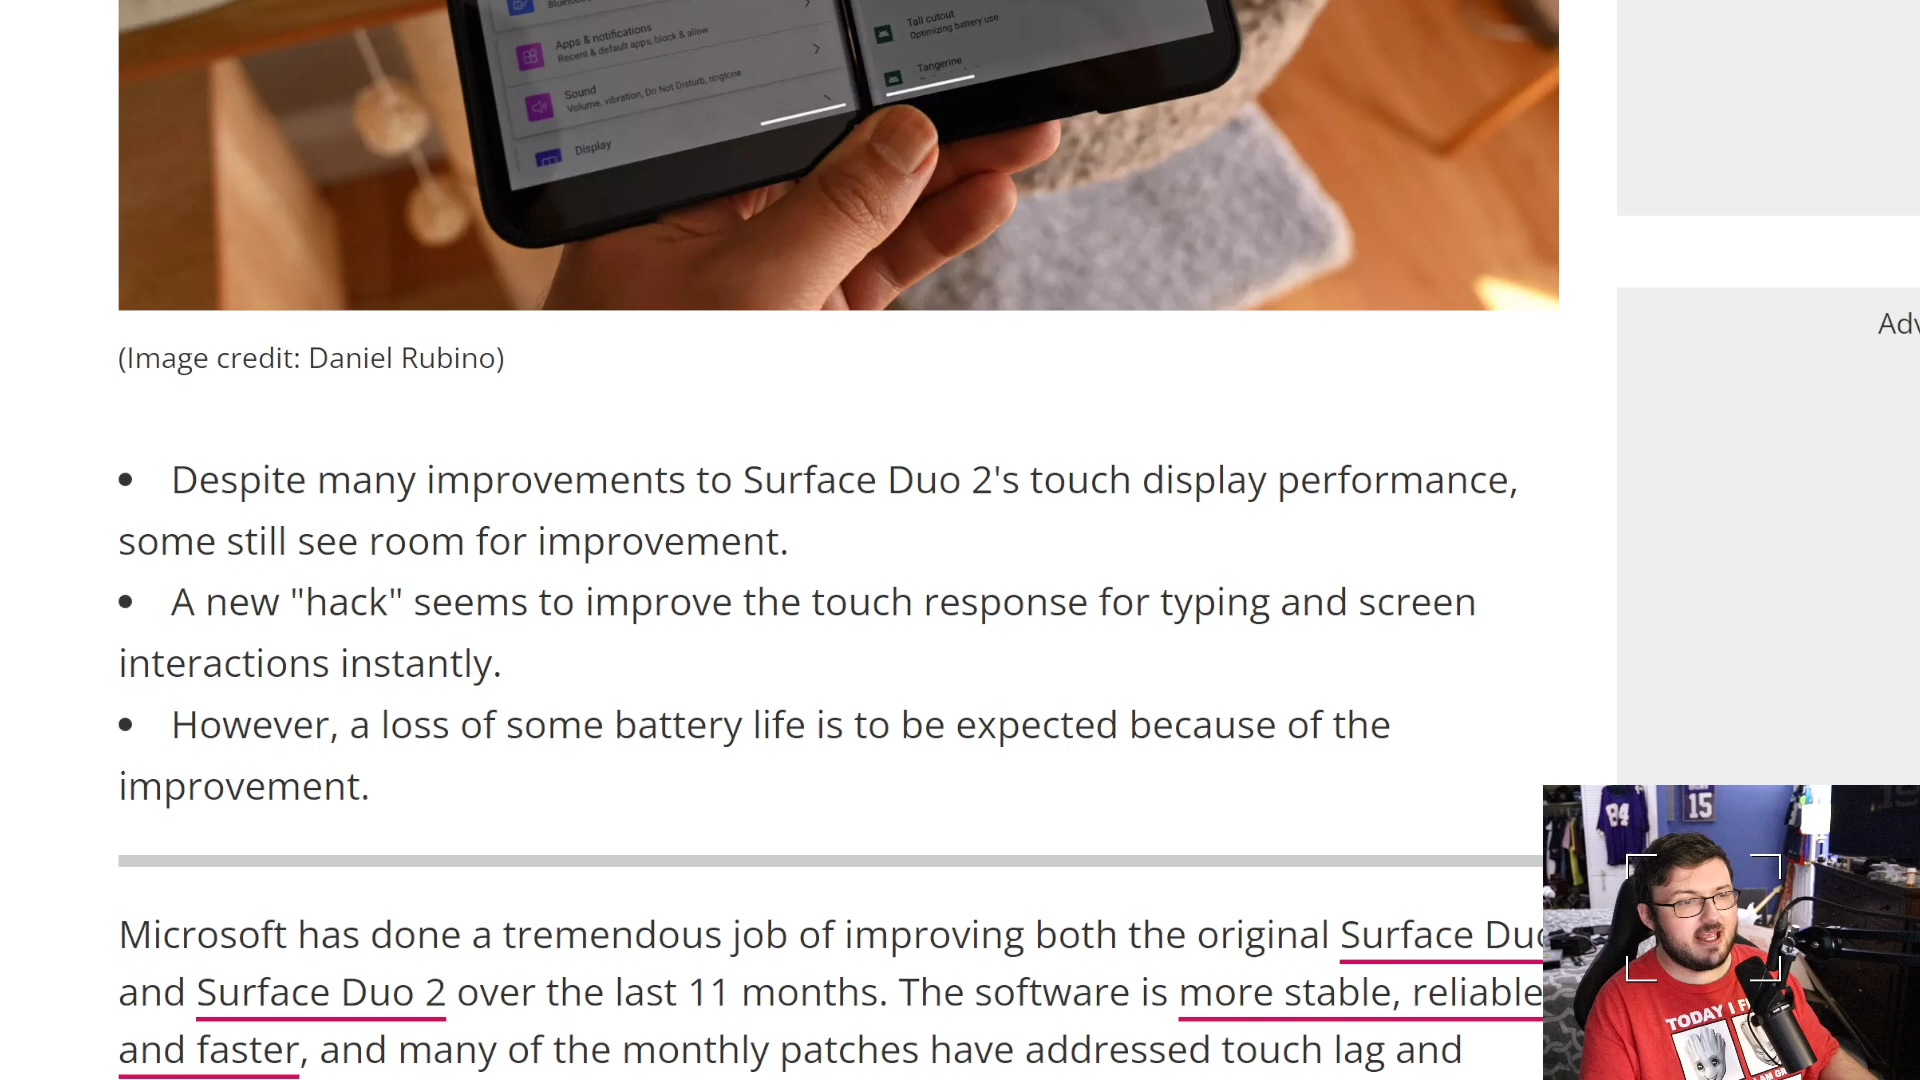 Apps & notifications
Recent & default apps, block & allow
Sound
Volume, vibration, Do Not Disturb, ringtone
Display
Tall cutout
Optimizing battery use
Tangerine
(Image credit: Daniel Rubino)
Adv
• Despite many improvements to Surface Duo 2's touch display performance,
some still see room for improvement.
• A new "hack" seems to improve the touch response for typing and screen
interactions instantly.
• However, a loss of some battery life is to be expected because of the
improvement.
Microsoft has done a tremendous job of improving both the original Surface Duo
and Surface Duo 2 over the last 11 months. The software is more stable, reliable
and faster, and many of the monthly patches have addressed touch lag and
84
15
TODAY I F
I AM GR